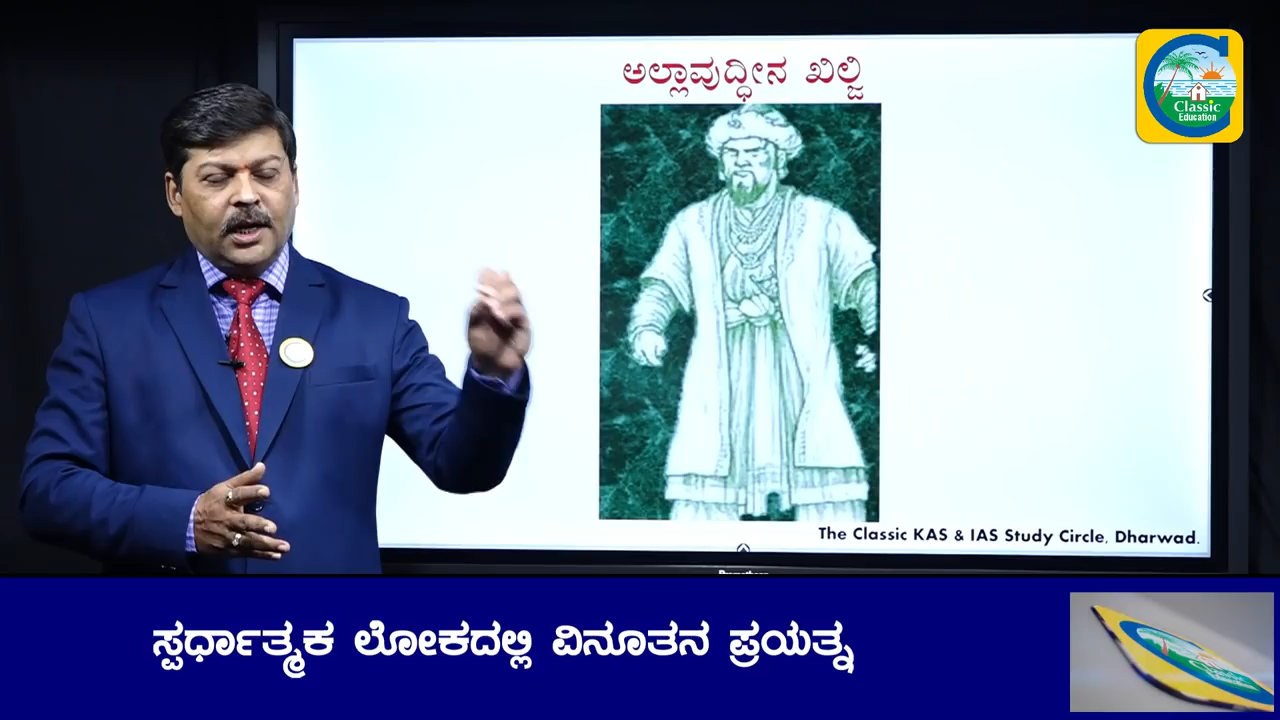 ಅಲ್ಲಾವುದ್ಧೀನ ಖಿಲ್ಜಿ
Classic
Education
The Classic KAS & IAS Study Circle, Dharwad.
ಸ್ಪರ್ಧಾತ್ಮಕ ಲೋಕದಲ್ಲಿ ವಿನೂತನ ಪ್ರಯತ್ನ